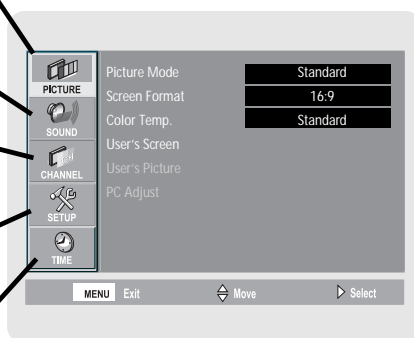 PICTURE
SOUND
CHANNEL
SETUP
TIME
Picture Mode Standard
Screen Format 16:9
Color Temp. Standard
User's Screen
User's Picture
PC Adjust
MENU Exit Move Select